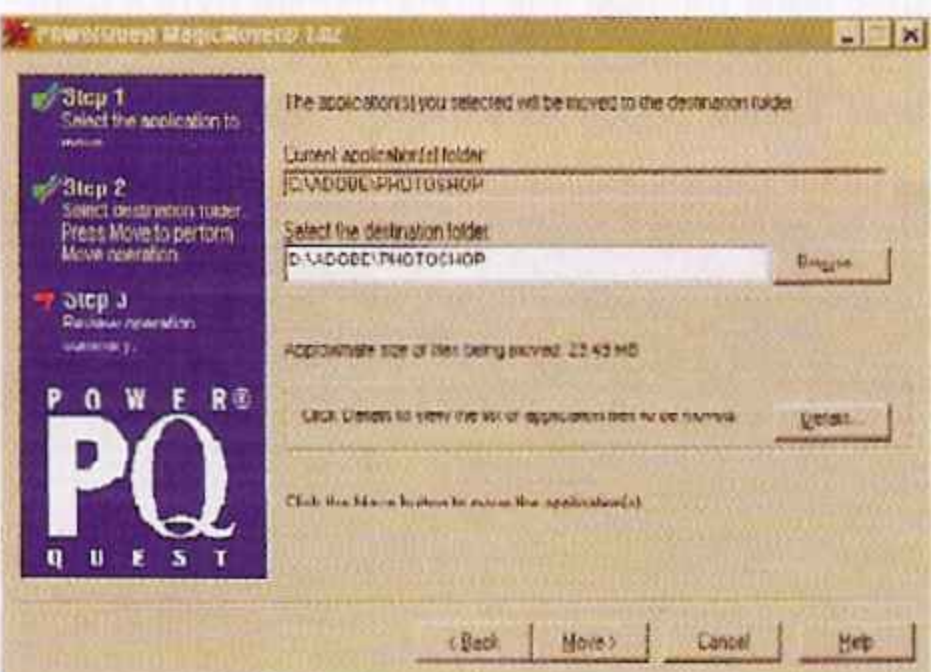 PowerQuest MagicMover®
Step 1
Select the application to
Step 2
Select destination folder.
Press Move to perform
Move operation.
Step 3
Review operation
summary.
POWER®
PQ
QUEST
The application(s) you selected will be moved to the destination folder.
Current application(s) folder:
C:\ADOBE\PHOTOSHOP
Select the destination folder:
D:\ADOBE\PHOTOSHOP
Browse...
Approximate size of files being moved: 23.43 MB
Click Details to view the list of application files to be moved.
Details...
Click the Move button to move the application(s).
< Back
Move >
Cancel
Help